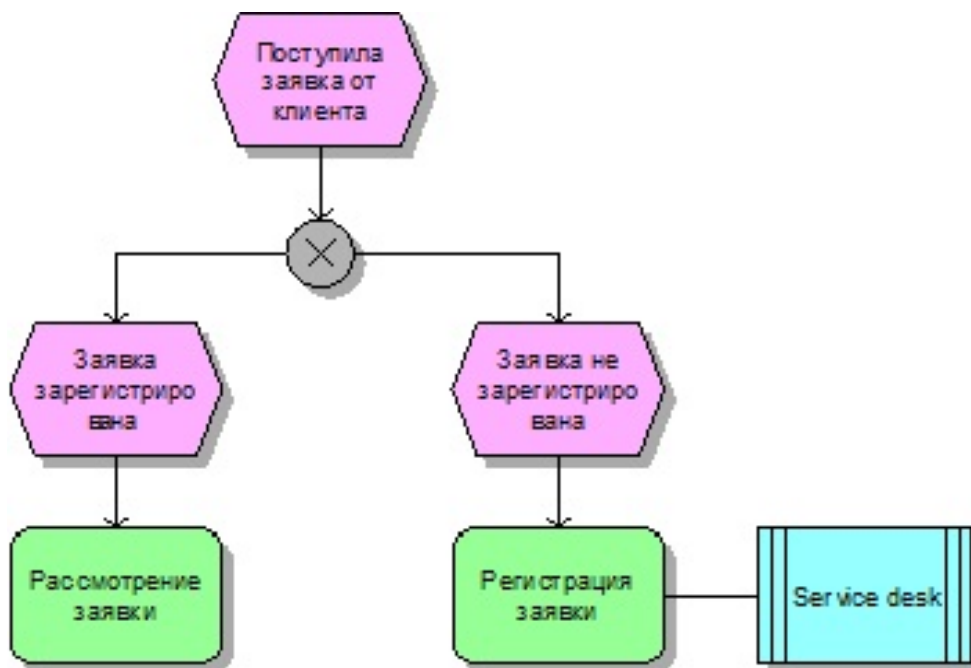 Поступила
заявка от
клиента
Заявка
зарегистриро
вана
Заявка не
зарегистриро
вана
Рассмотрение
заявки
Регистрация
заявки
Service desk